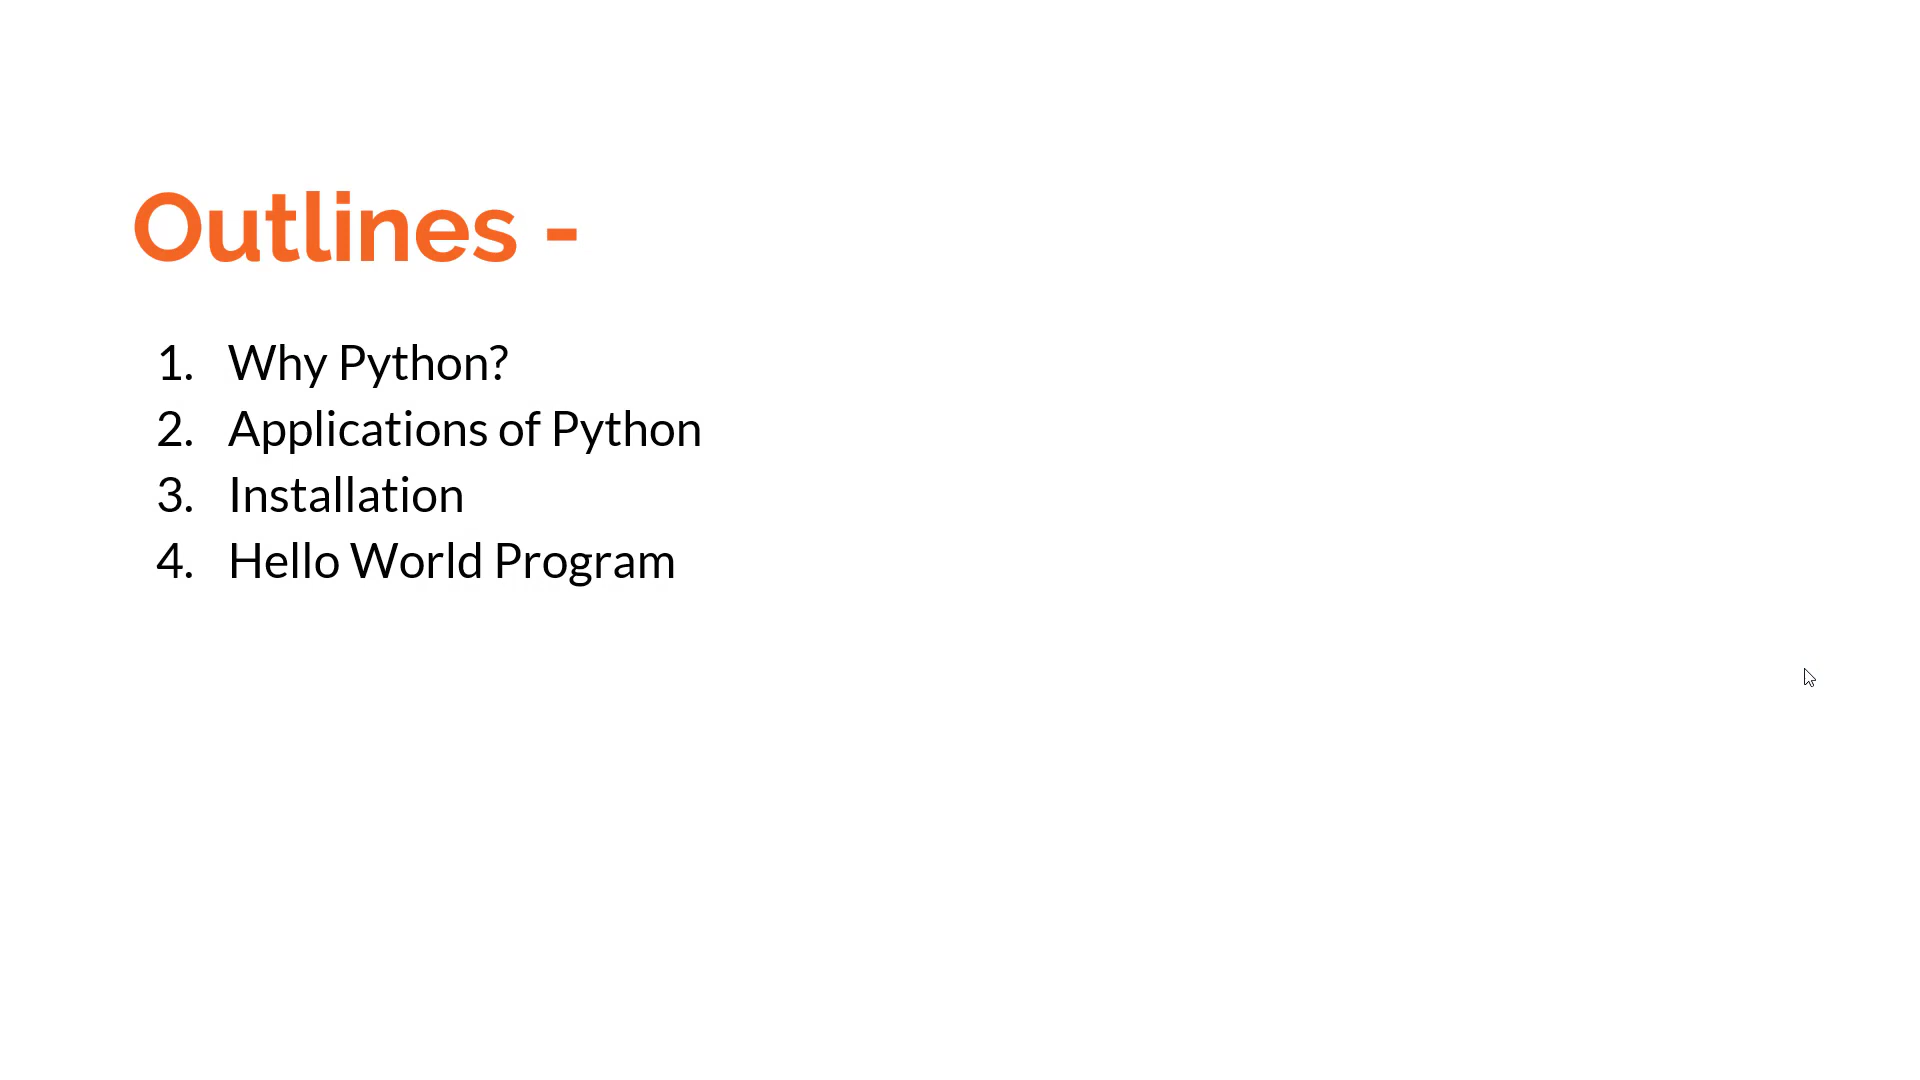 Outlines -
1. Why Python?
2. Applications of Python
3. Installation
4. Hello World Program